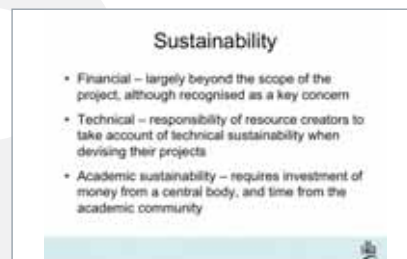 Sustainability
• Financial – largely beyond the scope of the
project, although recognised as a key concern
• Technical – responsibility of resource creators to
take account of technical sustainability when
devising their projects
• Academic sustainability – requires investment of
money from a central body, and time from the
academic community